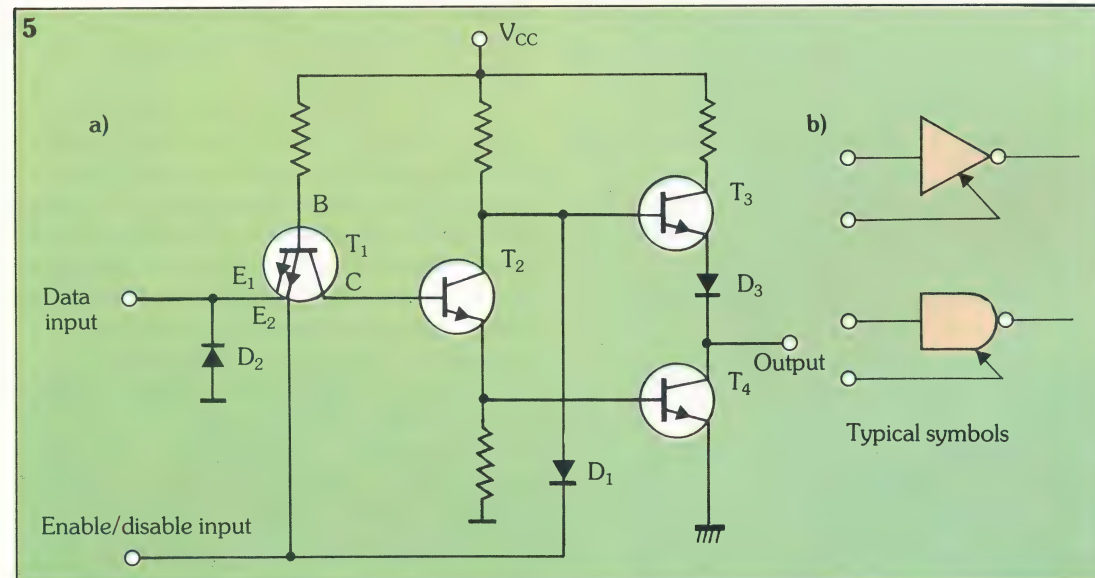 5
V_CC
a)
b)
B
T_1
E_1
C
E_2
T_2
T_3
Data
input
D_2
D_3
Output
T_4
D_1
Typical symbols
Enable/disable input